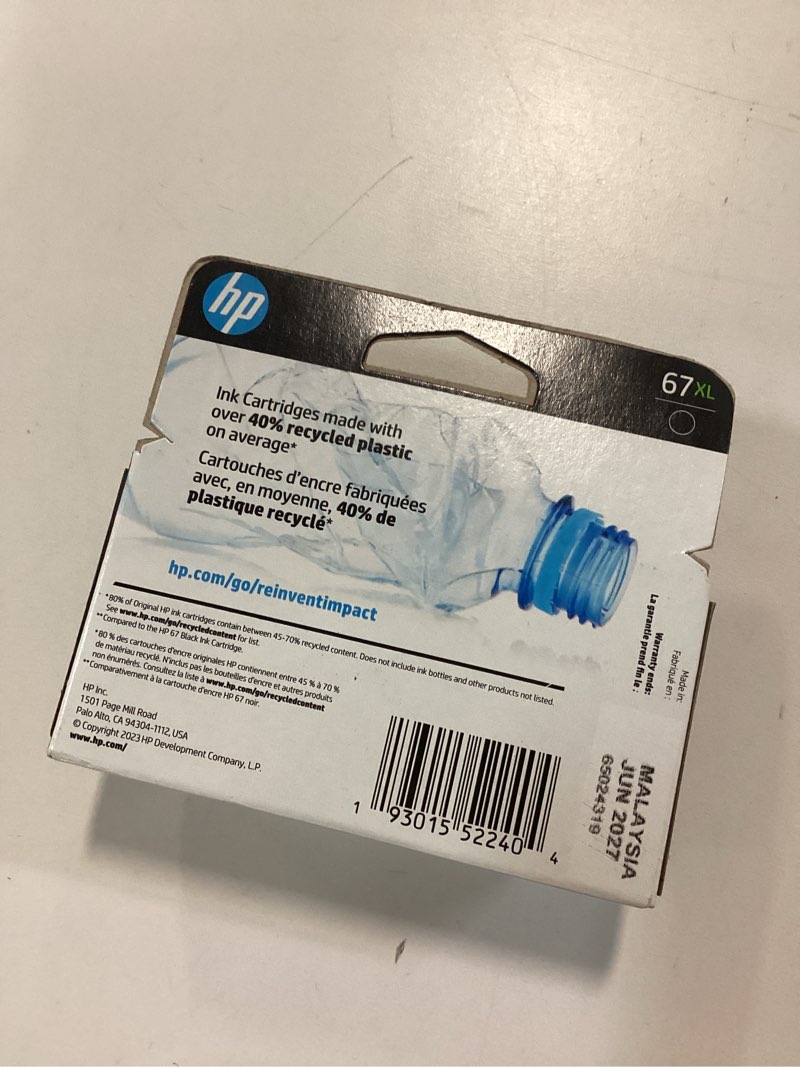 hp
67XL
Ink Cartridges made with
over 40% recycled plastic
on average*
Cartouches d'encre fabriquées
avec, en moyenne, 40% de
plastique recyclé*
hp.com/go/reinventimpact
*80% of Original HP ink cartridges contain between 45-70% recycled content. Does not include ink bottles and other products not listed.
See www.hp.com/go/recycledcontent for list.
**Compared to the HP 67 Black Ink Cartridge.
*80 % des cartouches d'encre originales HP contiennent entre 45 % à 70 %
de matériau recyclé. N'inclus pas les bouteilles d'encre et autres produits
non énumérés. Consultez la liste à www.hp.com/go/recycledcontent
**Comparativement à la cartouche d'encre HP 67 noir.
HP Inc.
1501 Page Mill Road
Palo Alto, CA 94304-1112, USA
© Copyright 2023 HP Development Company, L.P.
www.hp.com/
1 93015 52240 4
Made in:
Fabriqué en :
Warranty ends:
La garantie prend fin le :
MALAYSIA
JUN 2027
65024319